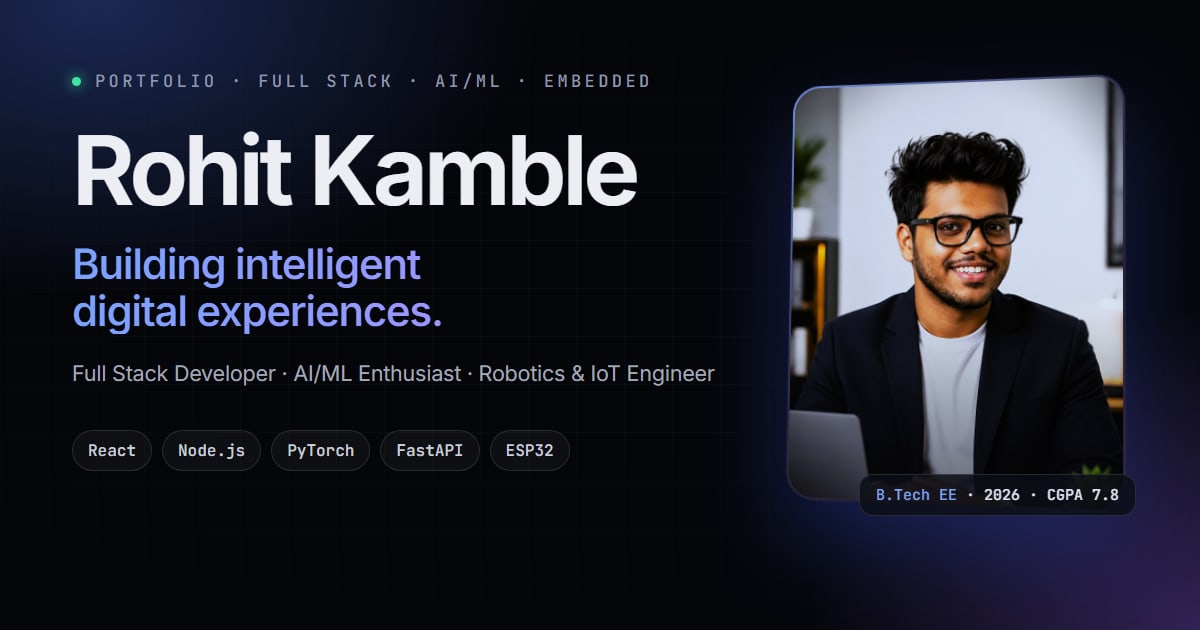 PORTFOLIO · FULL STACK · AI/ML · EMBEDDED
Rohit Kamble
Building intelligent
digital experiences.
Full Stack Developer · AI/ML Enthusiast · Robotics & IoT Engineer
React Node.js PyTorch FastAPI ESP32
B.Tech EE · 2026 · CGPA 7.8